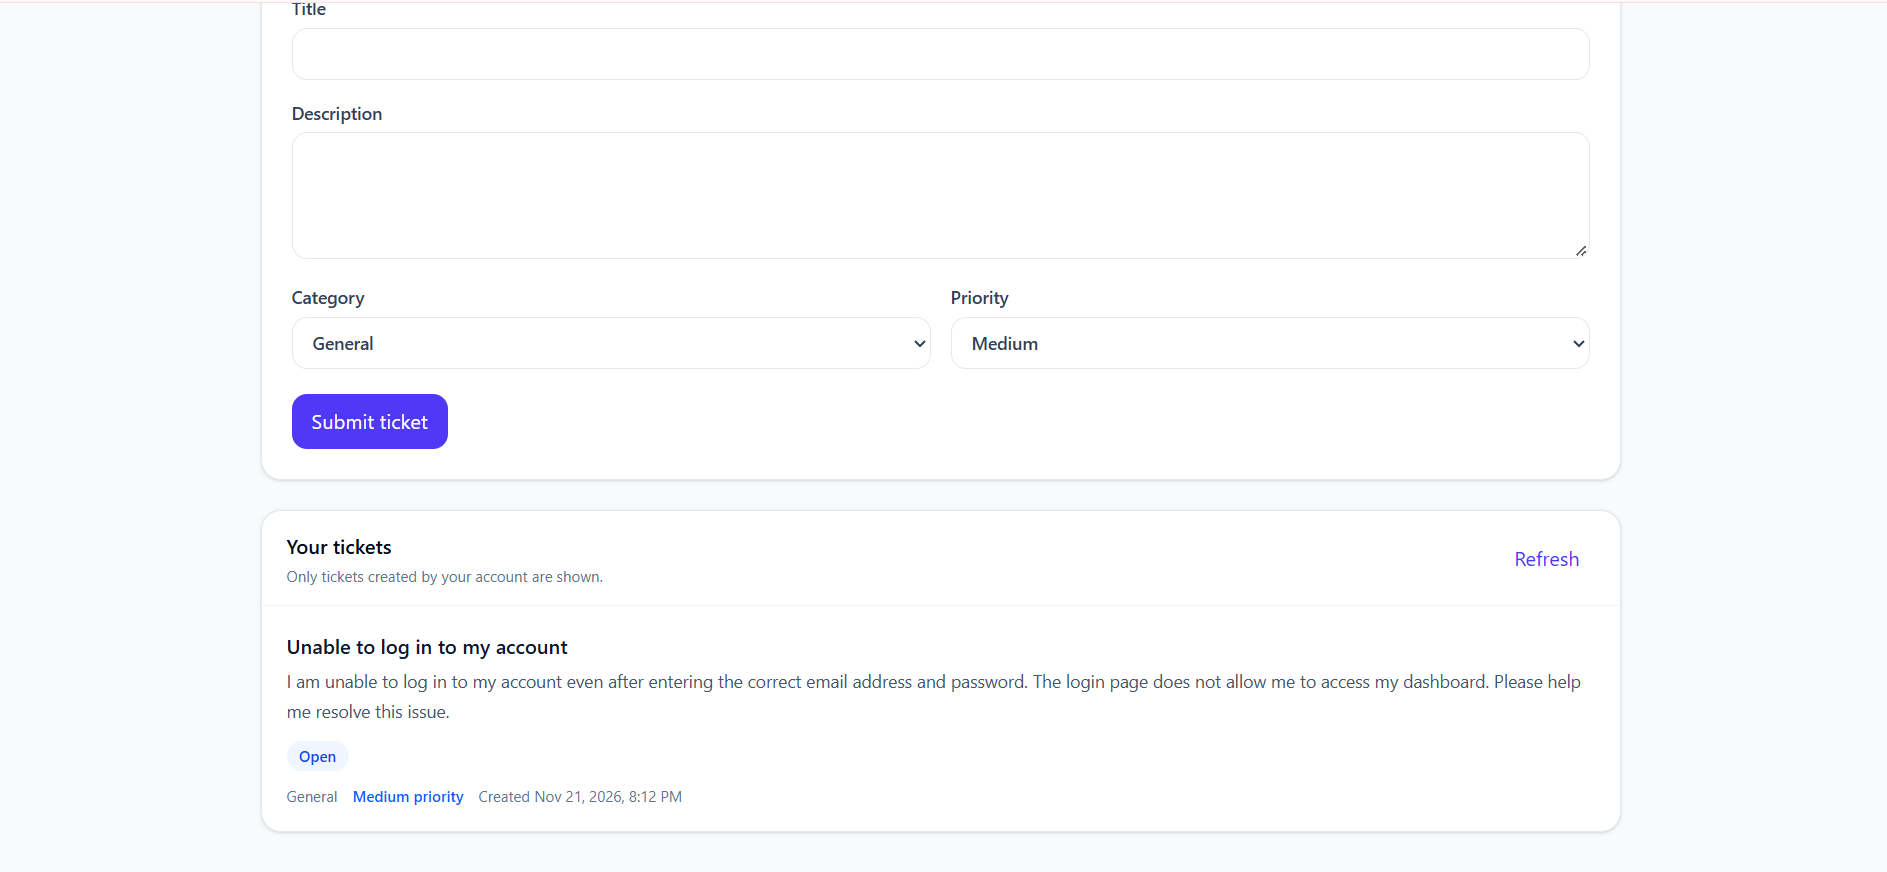 Title
Description
Category
Priority
General
Medium
Submit ticket
Your tickets
Only tickets created by your account are shown.
Refresh
Unable to log in to my account
I am unable to log in to my account even after entering the correct email address and password. The login page does not allow me to access my dashboard. Please help
me resolve this issue.
Open
General Medium priority Created Nov 21, 2026, 8:12 PM